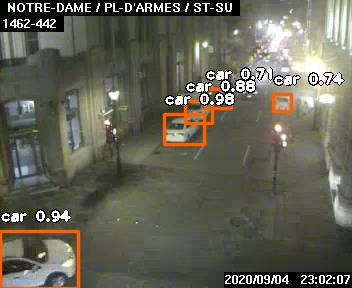 NOTRE-DAME / PL-D'ARMES / ST-SU
1462-442
car 0.71
car 0.74
car 0.88
car 0.98
car 0.94
2020/09/04 23:02:07